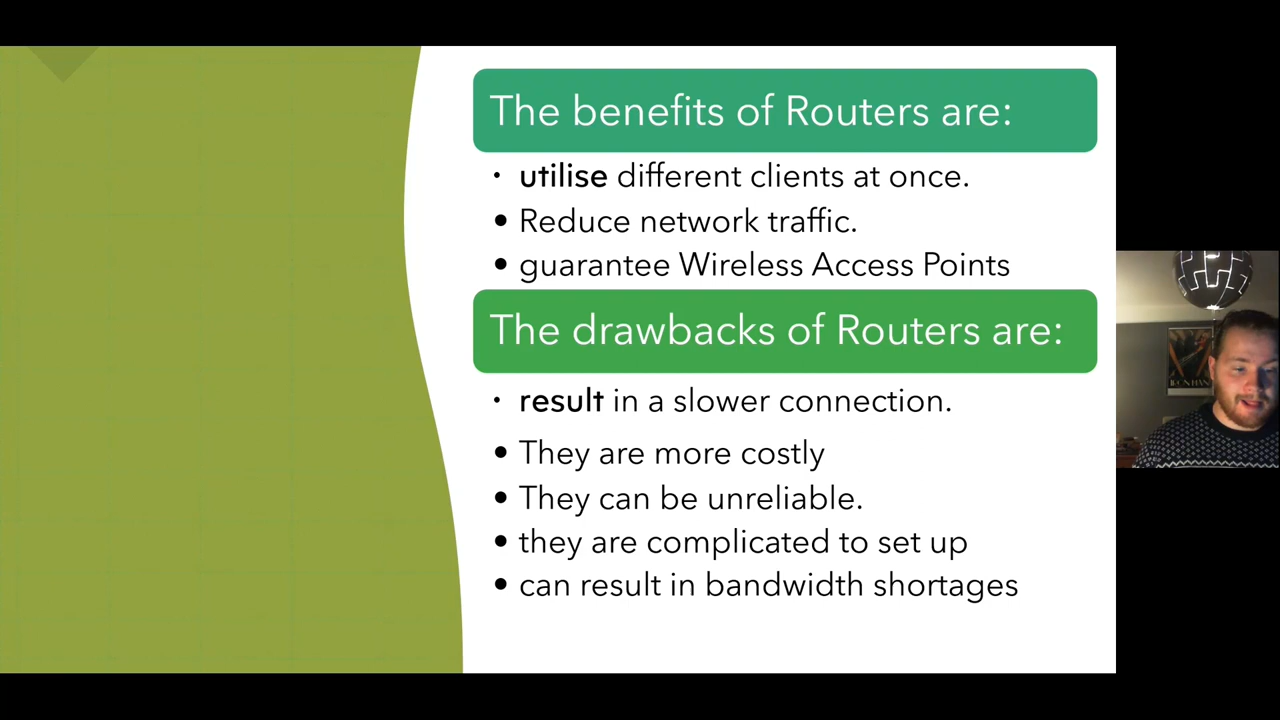 The benefits of Routers are:
• utilise different clients at once.
• Reduce network traffic.
• guarantee Wireless Access Points
The drawbacks of Routers are:
• result in a slower connection.
• They are more costly
• They can be unreliable.
• they are complicated to set up
• can result in bandwidth shortages